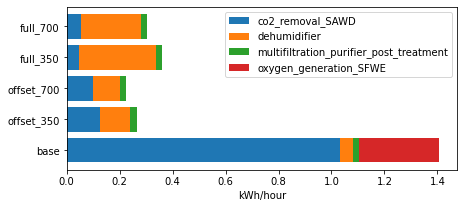 full_700
full_350
offset_700
offset_350
base
co2_removal_SAWD
dehumidifier
multifiltration_purifier_post_treatment
oxygen_generation_SFWE
0.0 0.2 0.4 0.6 0.8 1.0 1.2 1.4
kWh/hour